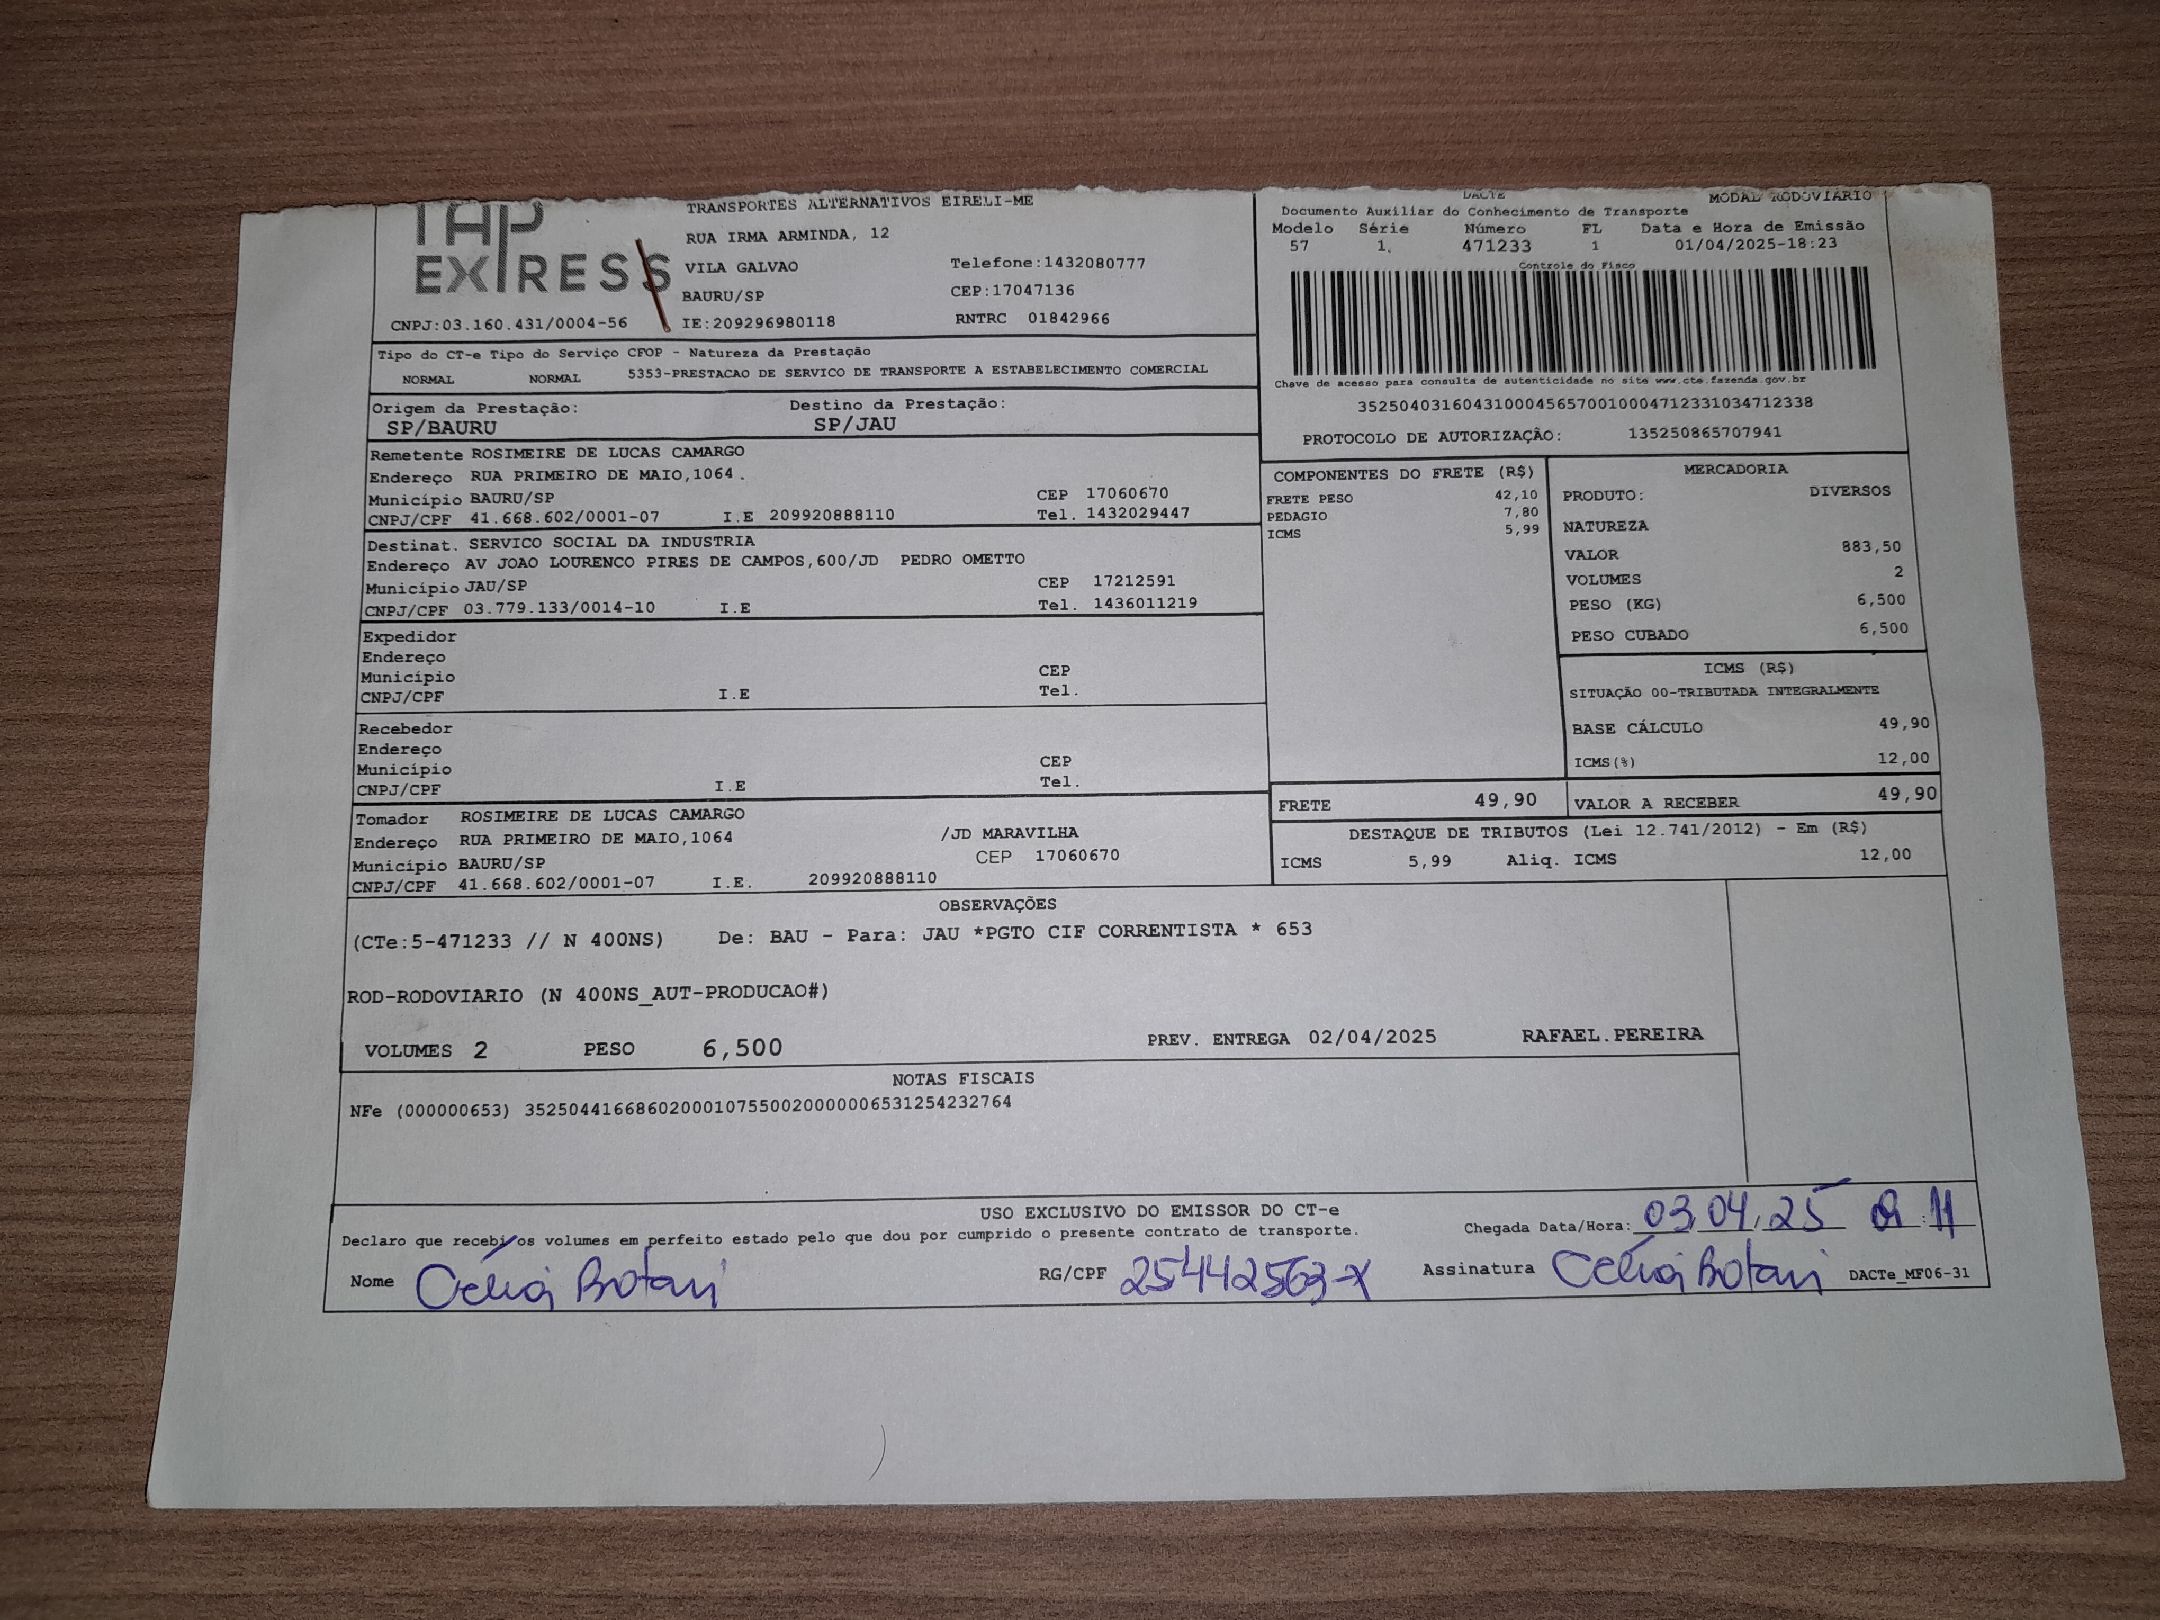 TAP
EXPRESS
CNPJ:03.160.431/0004-56
TRANSPORTES ALTERNATIVOS EIRELI-ME
RUA IRMA ARMINDA, 12
VILA GALVAO Telefone:1432080777
BAURU/SP CEP:17047136
IE:209296980118 RNTRC 01842966
DACTE MODAL RODOVIÁRIO
Documento Auxiliar do Conhecimento de Transporte
Modelo Série Número FL Data e Hora de Emissão
57 1. 471233 1 01/04/2025-18:23
Controle do Fisco
Chave de acesso para consulta de autenticidade no site www.cte.fazenda.gov.br
35250403160431000456570010004712331034712338
PROTOCOLO DE AUTORIZAÇÃO: 135250865707941
Tipo do CT-e Tipo do Serviço CFOP - Natureza da Prestação
NORMAL NORMAL 5353-PRESTACAO DE SERVICO DE TRANSPORTE A ESTABELECIMENTO COMERCIAL
Origem da Prestação: Destino da Prestação:
SP/BAURU SP/JAU
Remetente ROSIMEIRE DE LUCAS CAMARGO
Endereço RUA PRIMEIRO DE MAIO,1064.
Município BAURU/SP CEP 17060670
CNPJ/CPF 41.668.602/0001-07 I.E 209920888110 Tel. 1432029447
Destinat. SERVICO SOCIAL DA INDUSTRIA
Endereço AV JOAO LOURENCO PIRES DE CAMPOS,600/JD PEDRO OMETTO
Município JAU/SP CEP 17212591
CNPJ/CPF 03.779.133/0014-10 I.E Tel. 1436011219
Expedidor
Endereço
Município CEP
CNPJ/CPF I.E Tel.
Recebedor
Endereço
Município CEP
CNPJ/CPF I.E Tel.
Tomador ROSIMEIRE DE LUCAS CAMARGO
Endereço RUA PRIMEIRO DE MAIO,1064 /JD MARAVILHA
Município BAURU/SP CEP 17060670
CNPJ/CPF 41.668.602/0001-07 I.E. 209920888110
COMPONENTES DO FRETE (R$)
FRETE PESO 42,10
PEDAGIO 7,80
ICMS 5,99
MERCADORIA
PRODUTO: DIVERSOS
NATUREZA
VALOR 883,50
VOLUMES 2
PESO (KG) 6,500
PESO CUBADO 6,500
ICMS (R$)
SITUAÇÃO 00-TRIBUTADA INTEGRALMENTE
BASE CÁLCULO 49,90
ICMS(%) 12,00
FRETE 49,90 VALOR A RECEBER 49,90
DESTAQUE DE TRIBUTOS (Lei 12.741/2012) - Em (R$)
ICMS 5,99 Aliq. ICMS 12,00
OBSERVAÇÕES
(CTe:5-471233 // N 400NS) De: BAU - Para: JAU *PGTO CIF CORRENTISTA * 653
ROD-RODOVIARIO (N 400NS_AUT-PRODUCAO#)
VOLUMES 2 PESO 6,500 PREV. ENTREGA 02/04/2025 RAFAEL.PEREIRA
NOTAS FISCAIS
NFe (000000653) 35250441668602000107550020000006531254232764
USO EXCLUSIVO DO EMISSOR DO CT-e
Declaro que recebi os volumes em perfeito estado pelo que dou por cumprido o presente contrato de transporte. Chegada Data/Hora: 03.04.25 09:11
Nome Célia Botari RG/CPF 25442563-X Assinatura Célia Botari DACTe_MF06-31